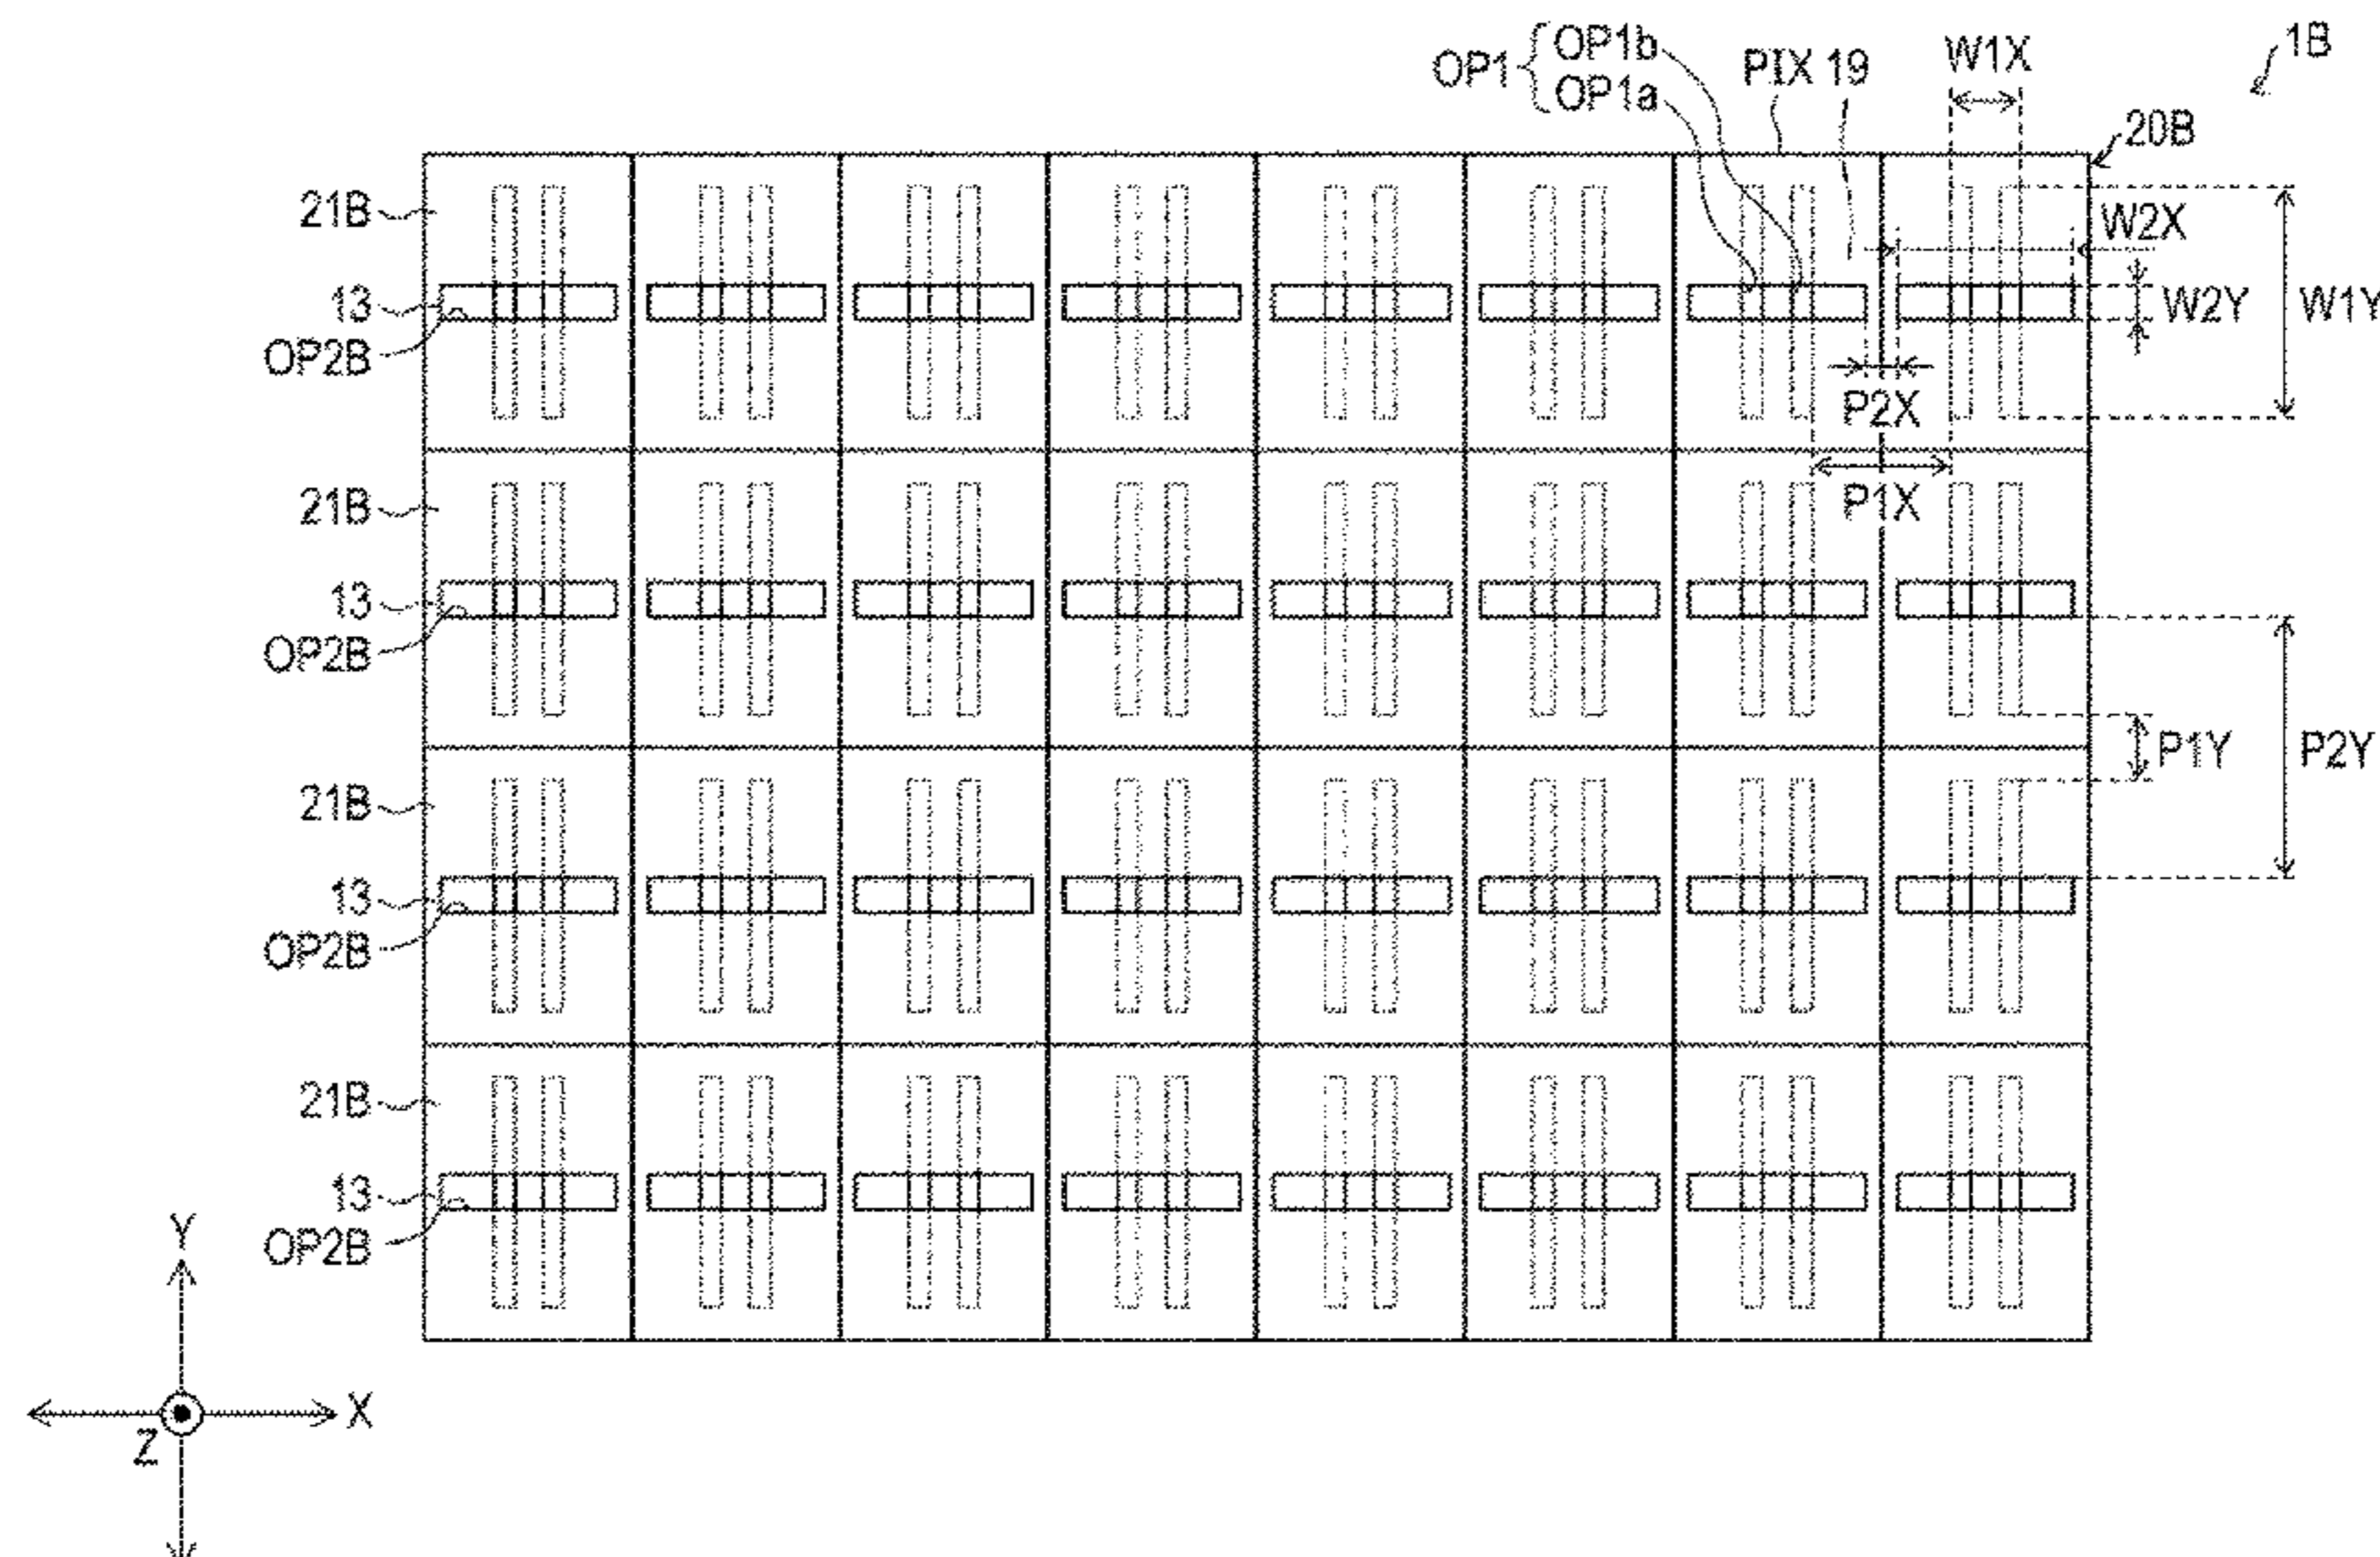 1B
OP1 { OP1b
OP1a
PIX 19
W1X
20B
21B
W2X
13
W2Y
W1Y
OP2B
P2X
21B
P1X
13
OP2B
P1Y
P2Y
21B
13
OP2B
21B
13
OP2B
Y
X
Z